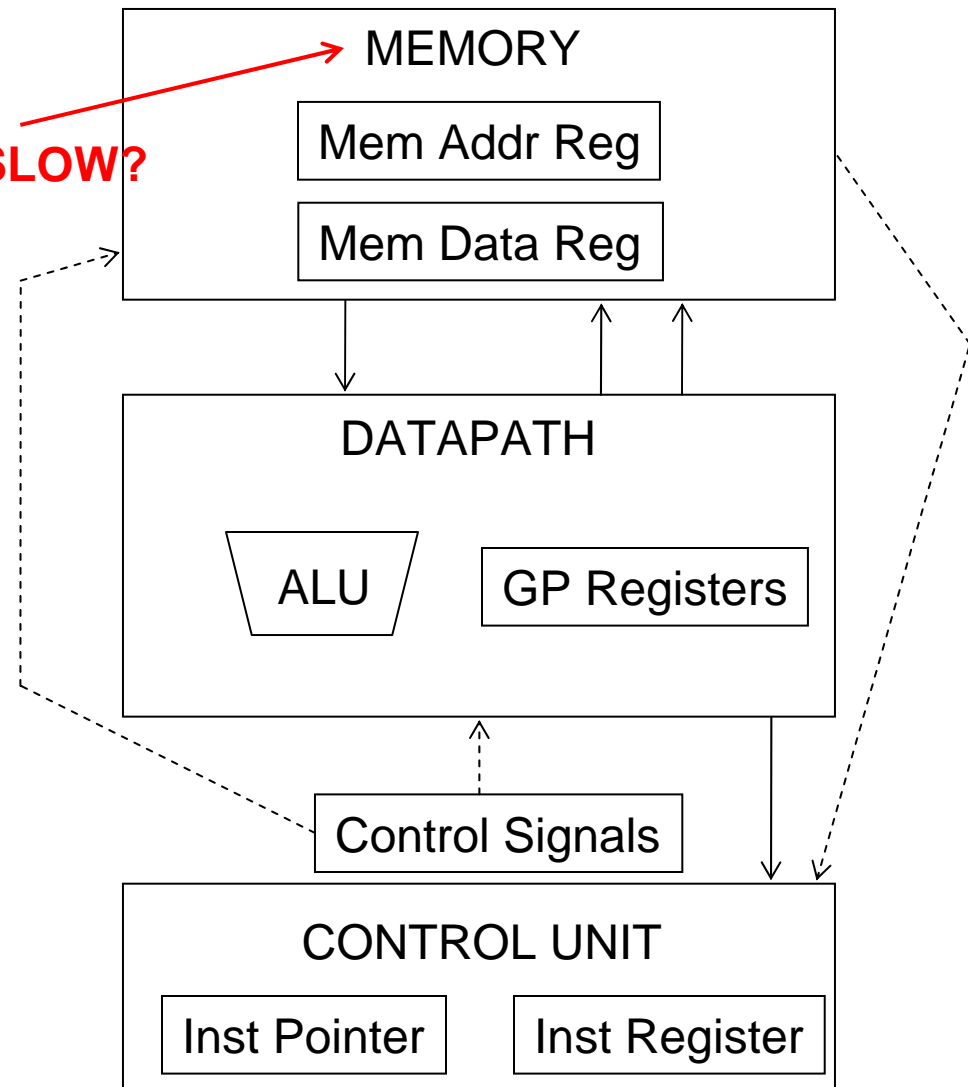 MEMORY
Mem Addr Reg
SLOW?
Mem Data Reg
DATAPATH
ALU
GP Registers
Control Signals
CONTROL UNIT
Inst Pointer
Inst Register